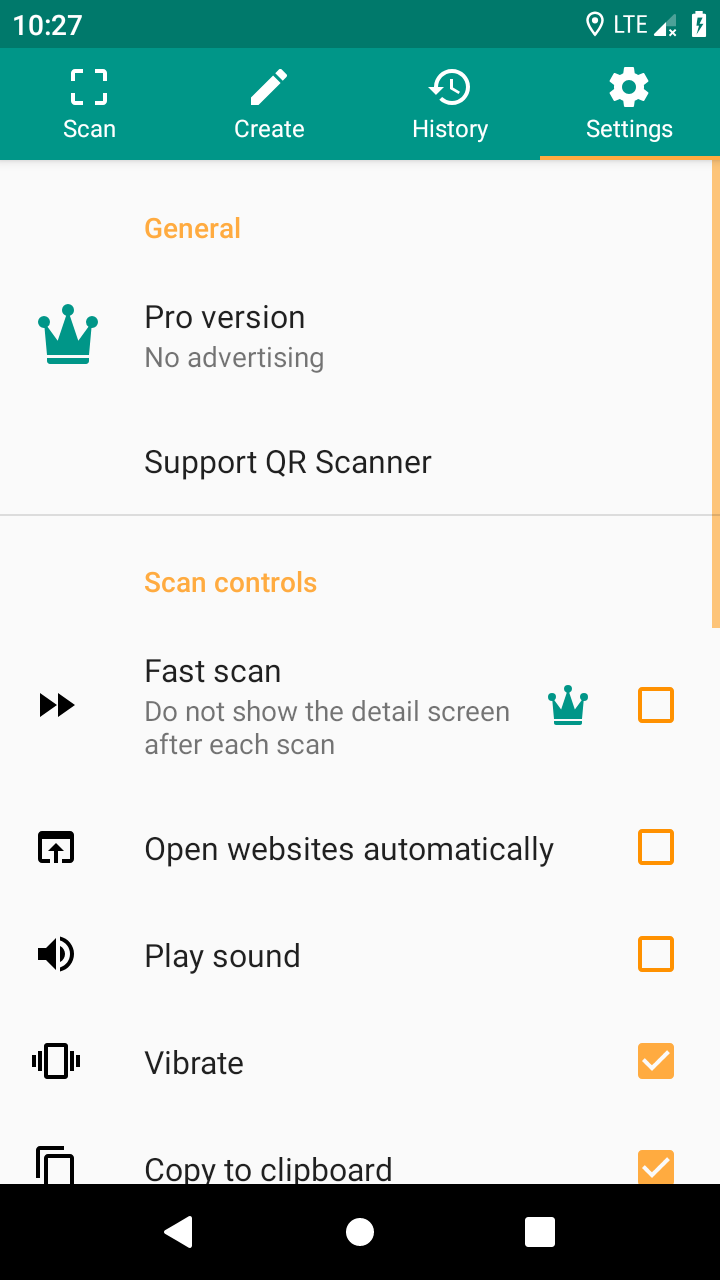 10:27
LTE
Scan
Create
History
Settings
General
Pro version
No advertising
Support QR Scanner
Scan controls
Fast scan
Do not show the detail screen
after each scan
Open websites automatically
Play sound
Vibrate
Copy to clipboard